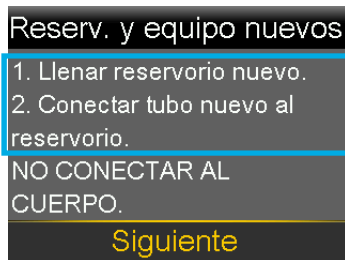 Reserv. y equipo nuevos
1. Llenar reservorio nuevo.
2. Conectar tubo nuevo al
reservorio.
NO CONECTAR AL
CUERPO.
Siguiente